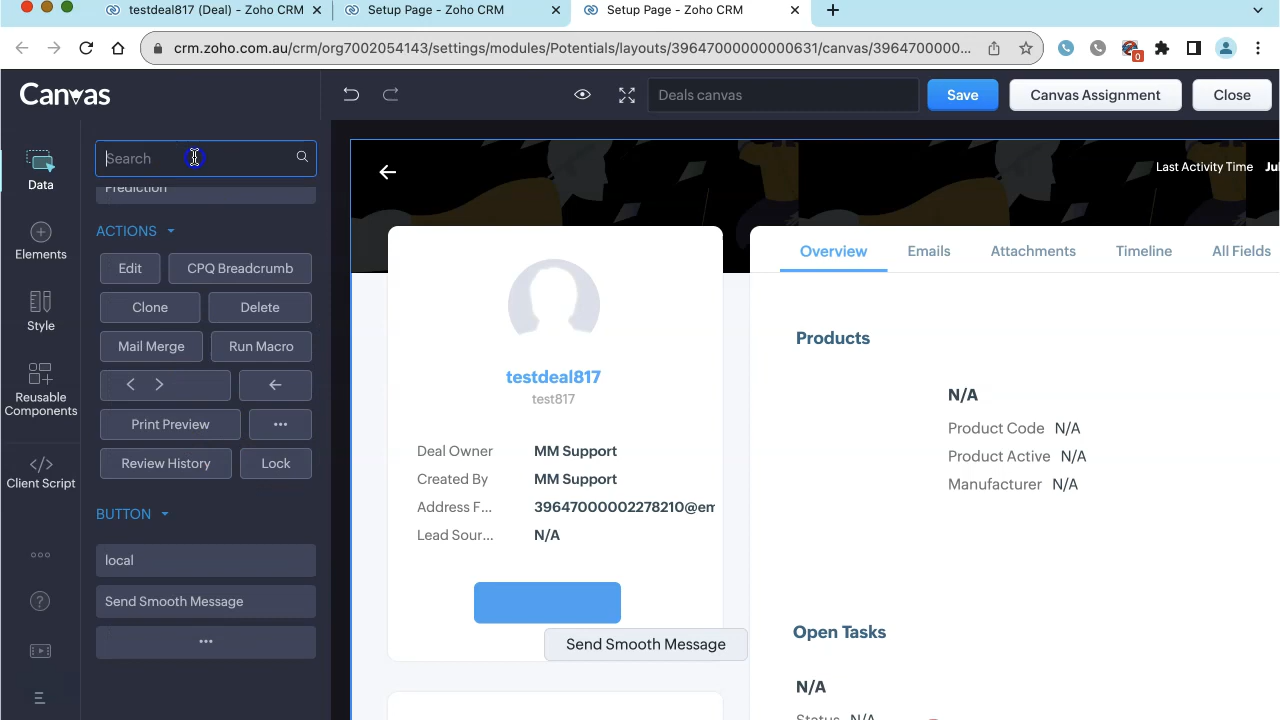 testdeal817 (Deal) - Zoho CRM
Setup Page - Zoho CRM
Setup Page - Zoho CRM
crm.zoho.com.au/crm/org7002054143/settings/modules/Potentials/layouts/39647000000000631/canvas/3964700000...
0
Canvas
Deals canvas
Save
Canvas Assignment
Close
Data
Elements
Style
Reusable
Components
Client Script
Search
Prediction
ACTIONS
Edit
CPQ Breadcrumb
Clone
Delete
Mail Merge
Run Macro
Print Preview
Review History
Lock
BUTTON
local
Send Smooth Message
Last Activity Time Jul
testdeal817
test817
Deal Owner MM Support
Created By MM Support
Address F... 39647000002278210@em
Lead Sour... N/A
Send Smooth Message
Overview
Emails
Attachments
Timeline
All Fields
Products
N/A
Product Code N/A
Product Active N/A
Manufacturer N/A
Open Tasks
N/A
Status N/A